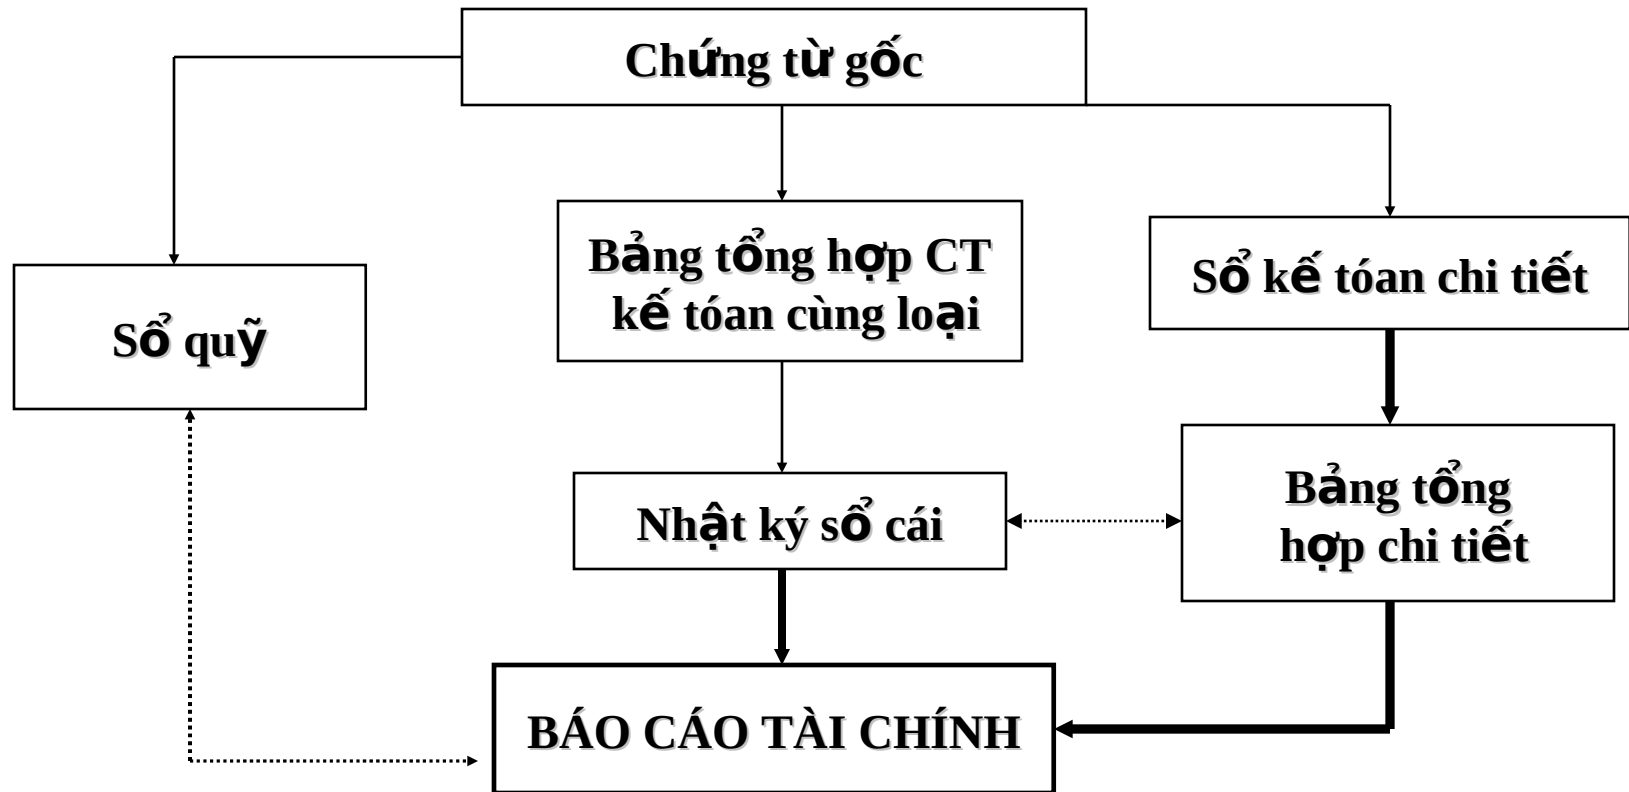 Chứng từ gốc
Bảng tổng hợp CT
kế tóan cùng loại
Sổ kế tóan chi tiết
Sổ quỹ
Bảng tổng
hợp chi tiết
Nhật ký sổ cái
BÁO CÁO TÀI CHÍNH